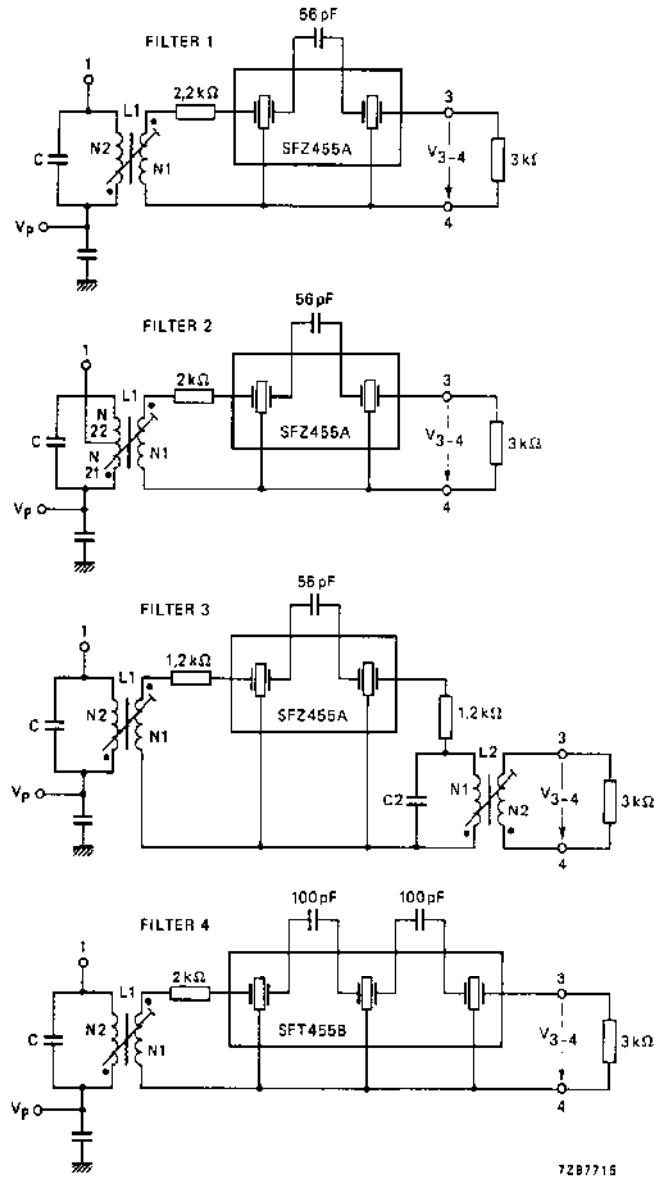 56 pF
FILTER 1
1
L1
2,2 kΩ
C
N2
N1
SFZ455A
3
V3-4
3 kΩ
4
Vp
56 pF
FILTER 2
1
L1
2 kΩ
C
N
22
N
21
N1
SFZ455A
3
V3-4
3 kΩ
4
Vp
56 pF
FILTER 3
1
L1
1,2 kΩ
C
N2
N1
SFZ455A
1,2 kΩ
C2
N1
L2
N2
3
V3-4
3 kΩ
4
Vp
100 pF 100 pF
FILTER 4
1
L1
2 kΩ
C
N2
N1
SFT455B
3
V3-4
3 kΩ
4
Vp
7Z87715